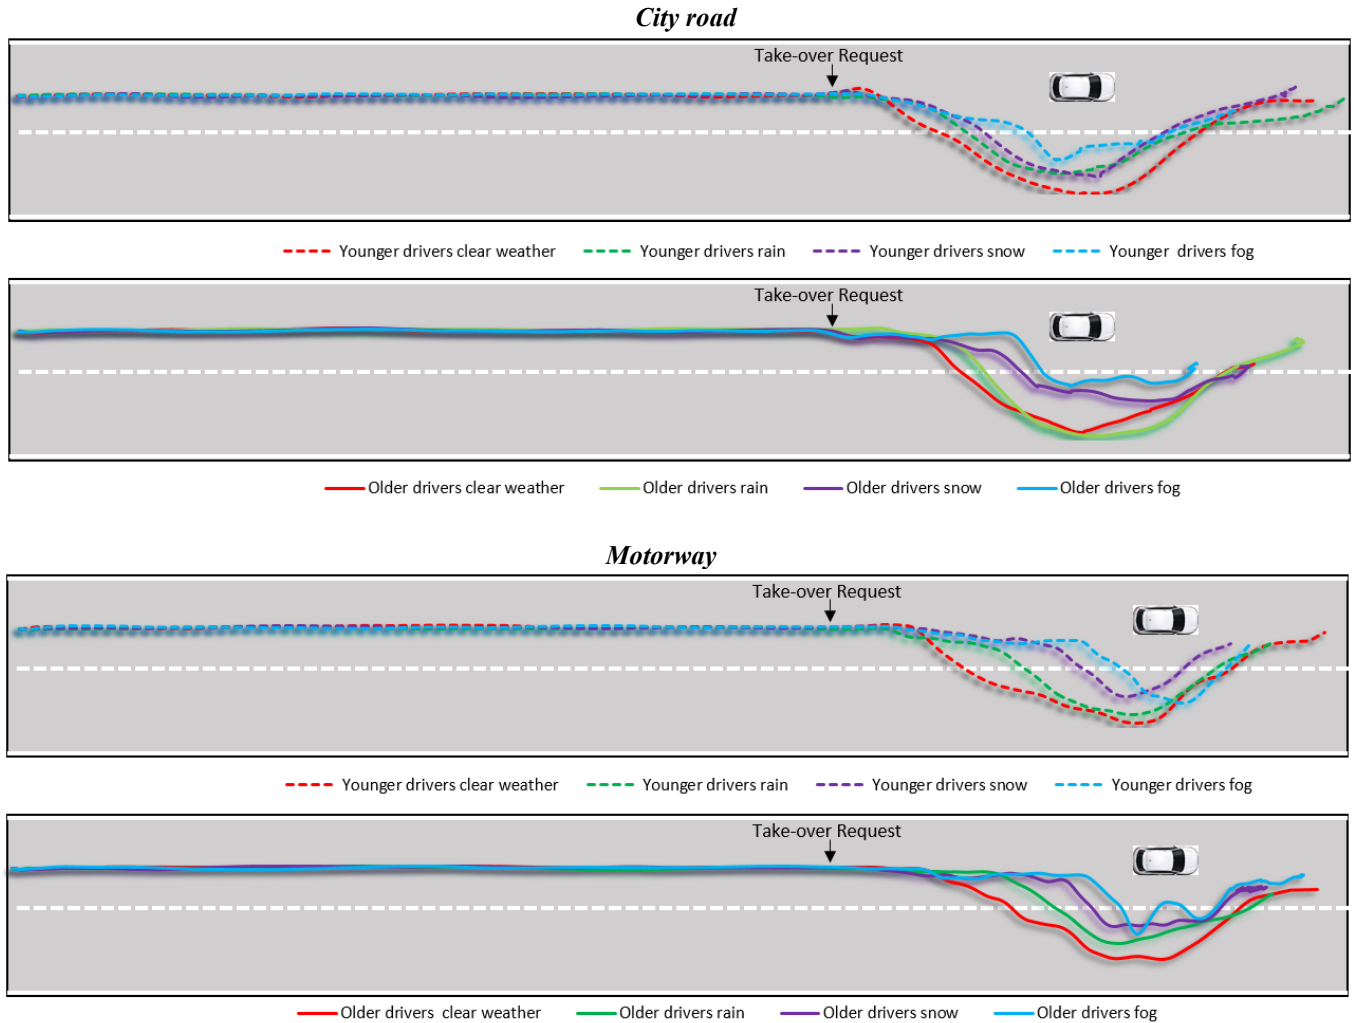 City road
Take-over Request
Younger drivers clear weather Younger drivers rain Younger drivers snow Younger drivers fog
Take-over Request
Older drivers clear weather Older drivers rain Older drivers snow Older drivers fog
Motorway
Take-over Request
Younger drivers clear weather Younger drivers rain Younger drivers snow Younger drivers fog
Take-over Request
Older drivers clear weather Older drivers rain Older drivers snow Older drivers fog